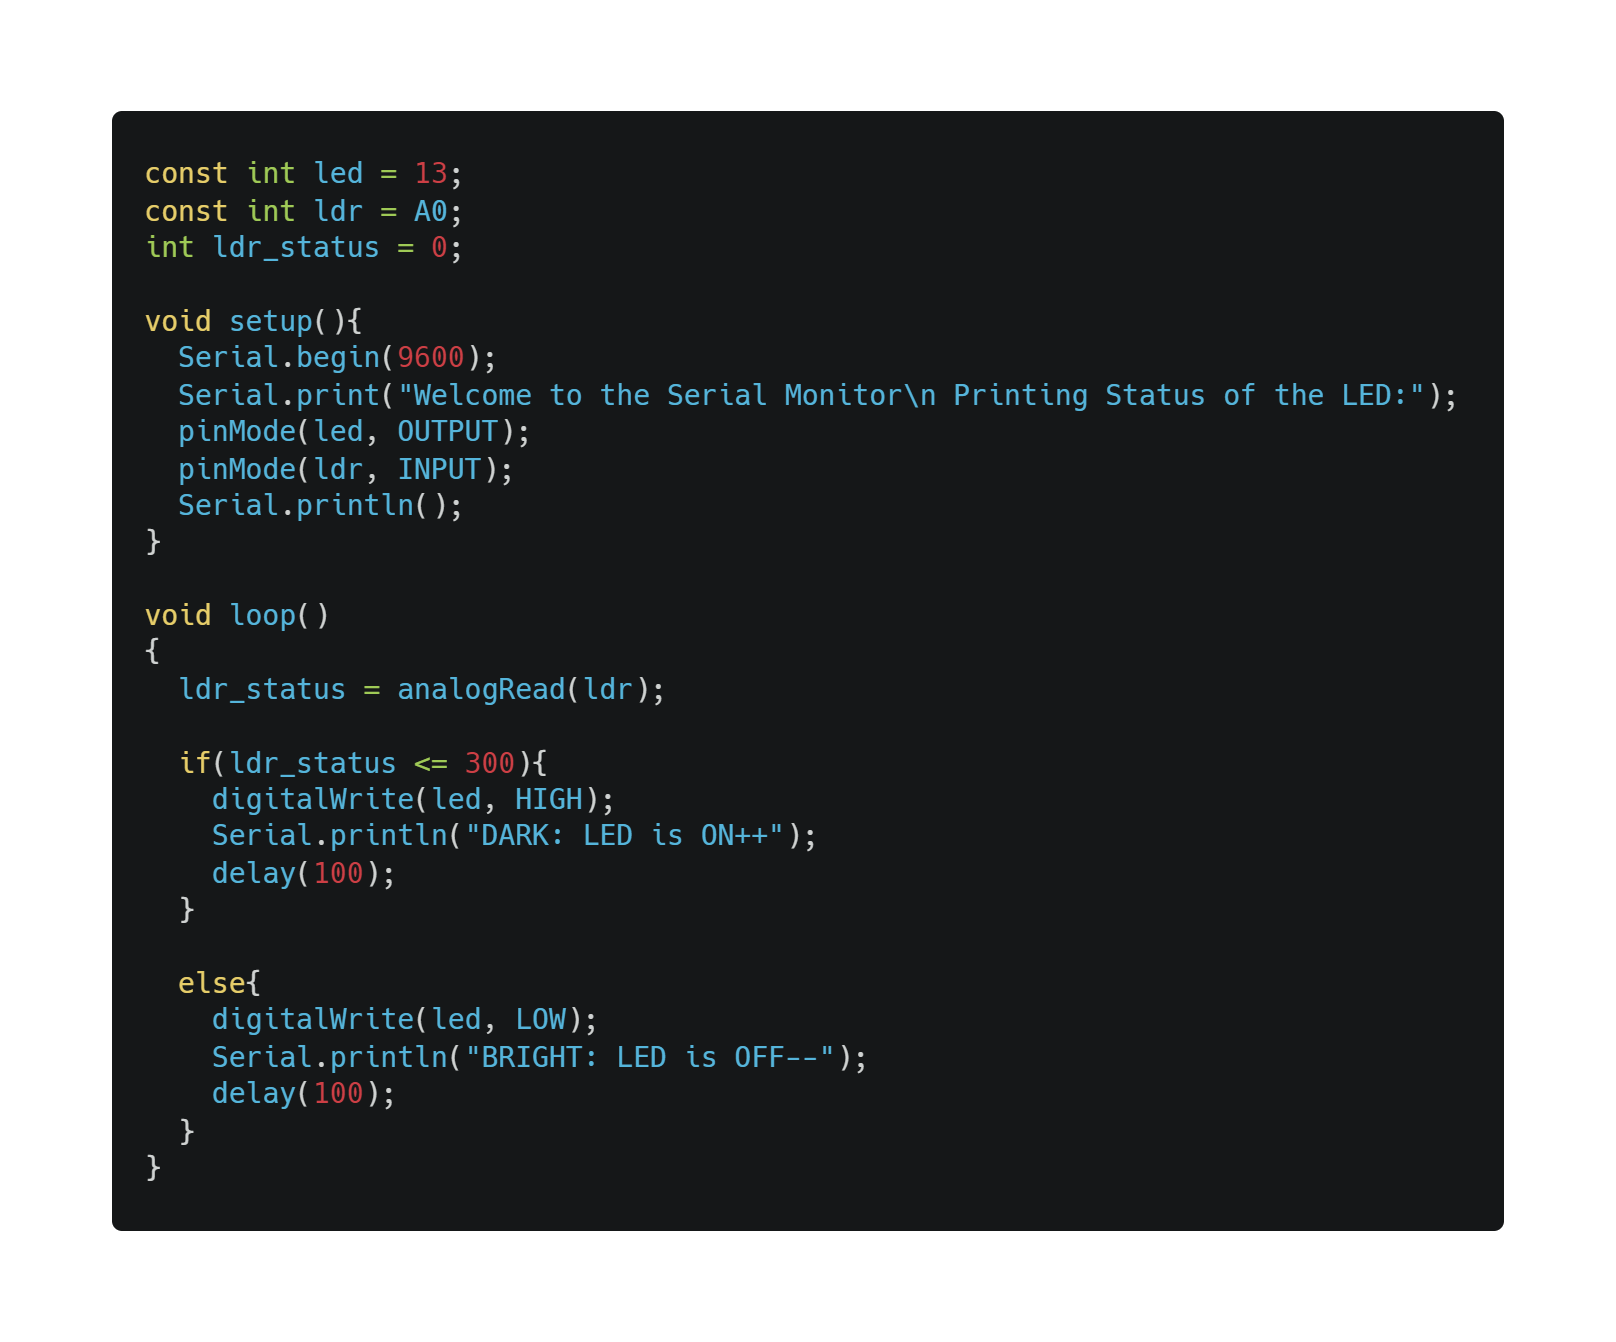 const int led = 13;
const int ldr = A0;
int ldr_status = 0;

void setup(){
  Serial.begin(9600);
  Serial.print("Welcome to the Serial Monitor\n Printing Status of the LED:");
  pinMode(led, OUTPUT);
  pinMode(ldr, INPUT);
  Serial.println();
}

void loop()
{
  ldr_status = analogRead(ldr);

  if(ldr_status <= 300){
    digitalWrite(led, HIGH);
    Serial.println("DARK: LED is ON++");
    delay(100);
  }

  else{
    digitalWrite(led, LOW);
    Serial.println("BRIGHT: LED is OFF--");
    delay(100);
  }
}